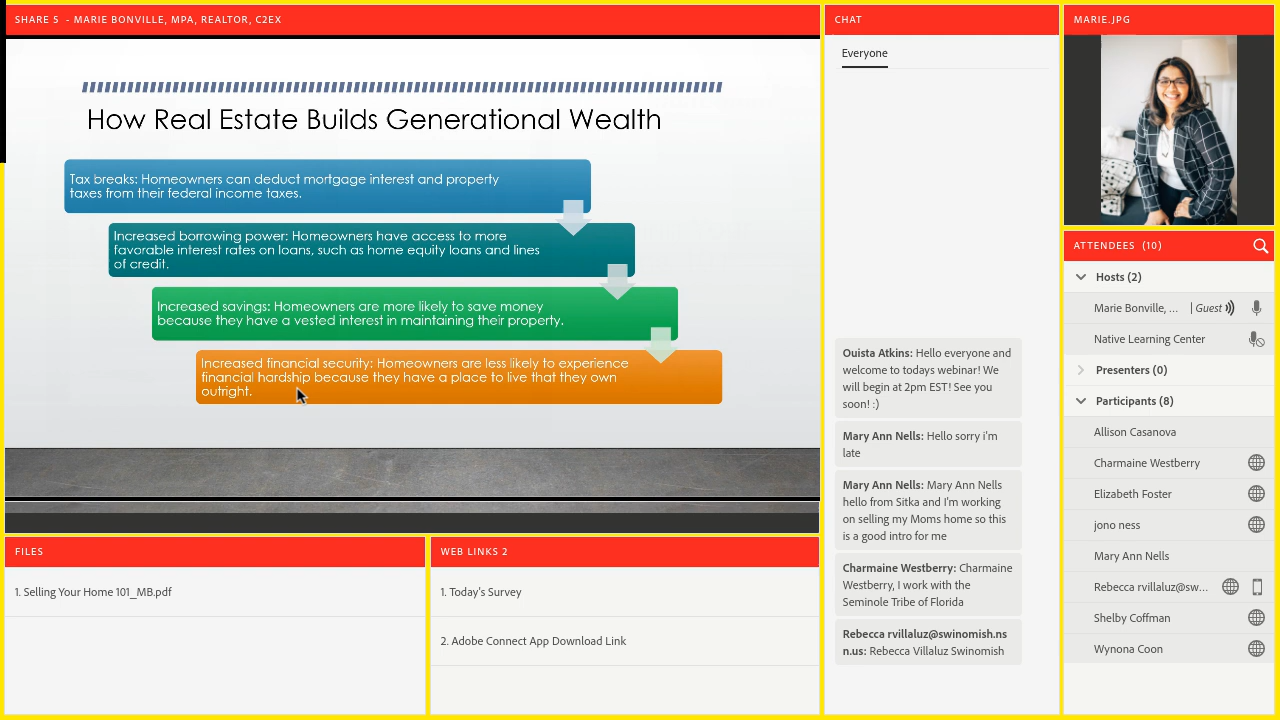 SHARE 5 - MARIE BONVILLE, MPA, REALTOR, C2EX
How Real Estate Builds Generational Wealth
Tax breaks: Homeowners can deduct mortgage interest and property
taxes from their federal income taxes.
Increased borrowing power: Homeowners have access to more
favorable interest rates on loans, such as home equity loans and lines
of credit.
Increased savings: Homeowners are more likely to save money
because they have a vested interest in maintaining their property.
Increased financial security: Homeowners are less likely to experience
financial hardship because they have a place to live that they own
outright.
FILES
1. Selling Your Home 101_MB.pdf
WEB LINKS 2
1. Today's Survey
2. Adobe Connect App Download Link
CHAT
Everyone
Ouista Atkins: Hello everyone and
welcome to todays webinar! We
will begin at 2pm EST! See you
soon! :)
Mary Ann Nells: Hello sorry i'm
late
Mary Ann Nells: Mary Ann Nells
hello from Sitka and I'm working
on selling my Moms home so this
is a good intro for me
Charmaine Westberry: Charmaine
Westberry, I work with the
Seminole Tribe of Florida
Rebecca rvillaluz@swinomish.ns
n.us: Rebecca Villaluz Swinomish
MARIE.JPG
ATTENDEES (10)
Hosts (2)
Marie Bonville, ... | Guest
Native Learning Center
Presenters (0)
Participants (8)
Allison Casanova
Charmaine Westberry
Elizabeth Foster
jono ness
Mary Ann Nells
Rebecca rvillaluz@sw...
Shelby Coffman
Wynona Coon